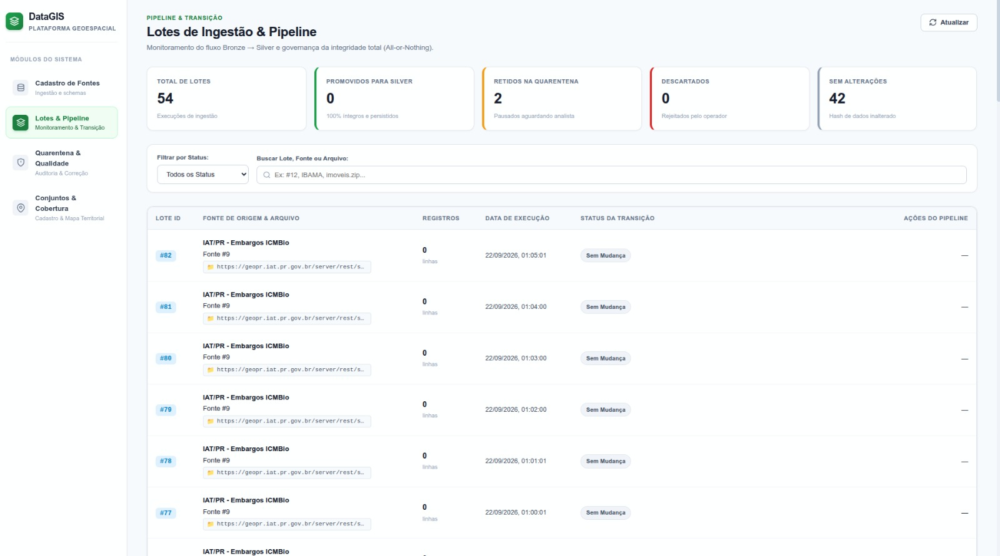 DataGIS
PLATAFORMA GEOESPACIAL
MÓDULOS DO SISTEMA
Cadastro de Fontes
Ingestão e schemas
Lotes & Pipeline
Monitoramento & Transição
Quarentena &
Qualidade
Auditoria & Correção
Conjuntos &
Cobertura
Cadastro & Mapa Territorial
PIPELINE & TRANSIÇÃO
Lotes de Ingestão & Pipeline
Monitoramento do fluxo Bronze → Silver e governança da integridade total (All-or-Nothing).
Atualizar
TOTAL DE LOTES
54
Execuções de ingestão
PROMOVIDOS PARA SILVER
0
100% íntegros e persistidos
RETIDOS NA QUARENTENA
2
Pausados aguardando analista
DESCARTADOS
0
Rejeitados pelo operador
SEM ALTERAÇÕES
42
Hash de dados inalterado
Filtrar por Status:
Todos os Status
Buscar Lote, Fonte ou Arquivo:
Ex: #12, IBAMA, imoveis.zip...
LOTE ID FONTE DE ORIGEM & ARQUIVO REGISTROS DATA DE EXECUÇÃO STATUS DA TRANSIÇÃO AÇÕES DO PIPELINE
#82
IAT/PR - Embargos ICMBio
Fonte #9
https://geopr.iat.pr.gov.br/server/rest/s…
0
linhas
22/09/2026, 01:05:01
Sem Mudança
—
#81
IAT/PR - Embargos ICMBio
Fonte #9
https://geopr.iat.pr.gov.br/server/rest/s…
0
linhas
22/09/2026, 01:04:00
Sem Mudança
—
#80
IAT/PR - Embargos ICMBio
Fonte #9
https://geopr.iat.pr.gov.br/server/rest/s…
0
linhas
22/09/2026, 01:03:00
Sem Mudança
—
#79
IAT/PR - Embargos ICMBio
Fonte #9
https://geopr.iat.pr.gov.br/server/rest/s…
0
linhas
22/09/2026, 01:02:00
Sem Mudança
—
#78
IAT/PR - Embargos ICMBio
Fonte #9
https://geopr.iat.pr.gov.br/server/rest/s…
0
linhas
22/09/2026, 01:01:01
Sem Mudança
—
#77
IAT/PR - Embargos ICMBio
Fonte #9
https://geopr.iat.pr.gov.br/server/rest/s…
0
linhas
22/09/2026, 01:00:01
Sem Mudança
—
IAT/PR - Embargos ICMBio